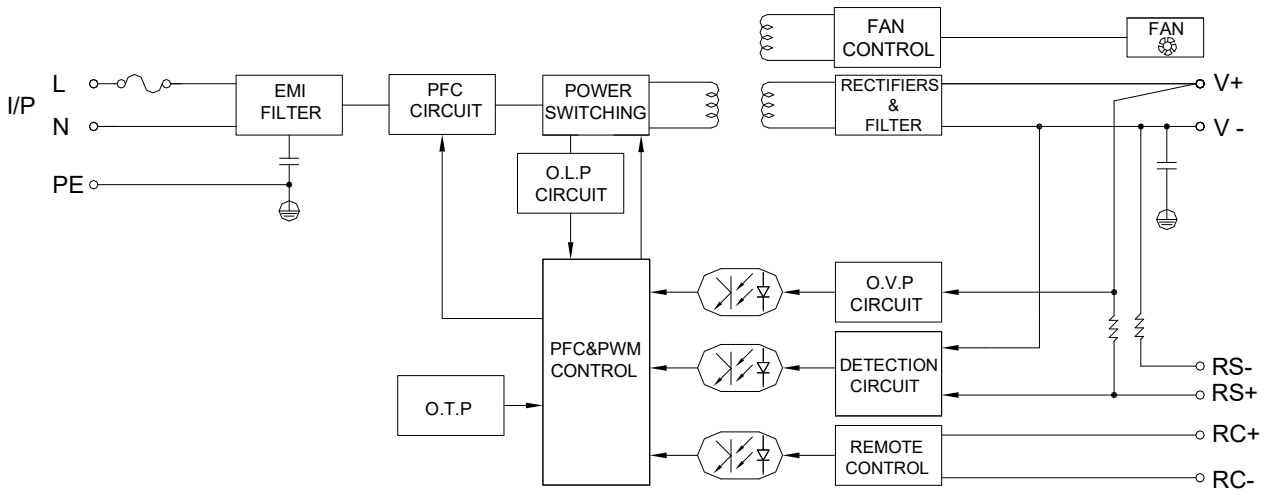 I/P
L
N
PE
EMI
FILTER
PFC
CIRCUIT
POWER
SWITCHING
O.L.P
CIRCUIT
FAN
CONTROL
FAN
RECTIFIERS
&
FILTER
V+
V -
PFC&PWM
CONTROL
O.T.P
O.V.P
CIRCUIT
DETECTION
CIRCUIT
REMOTE
CONTROL
RS-
RS+
RC+
RC-